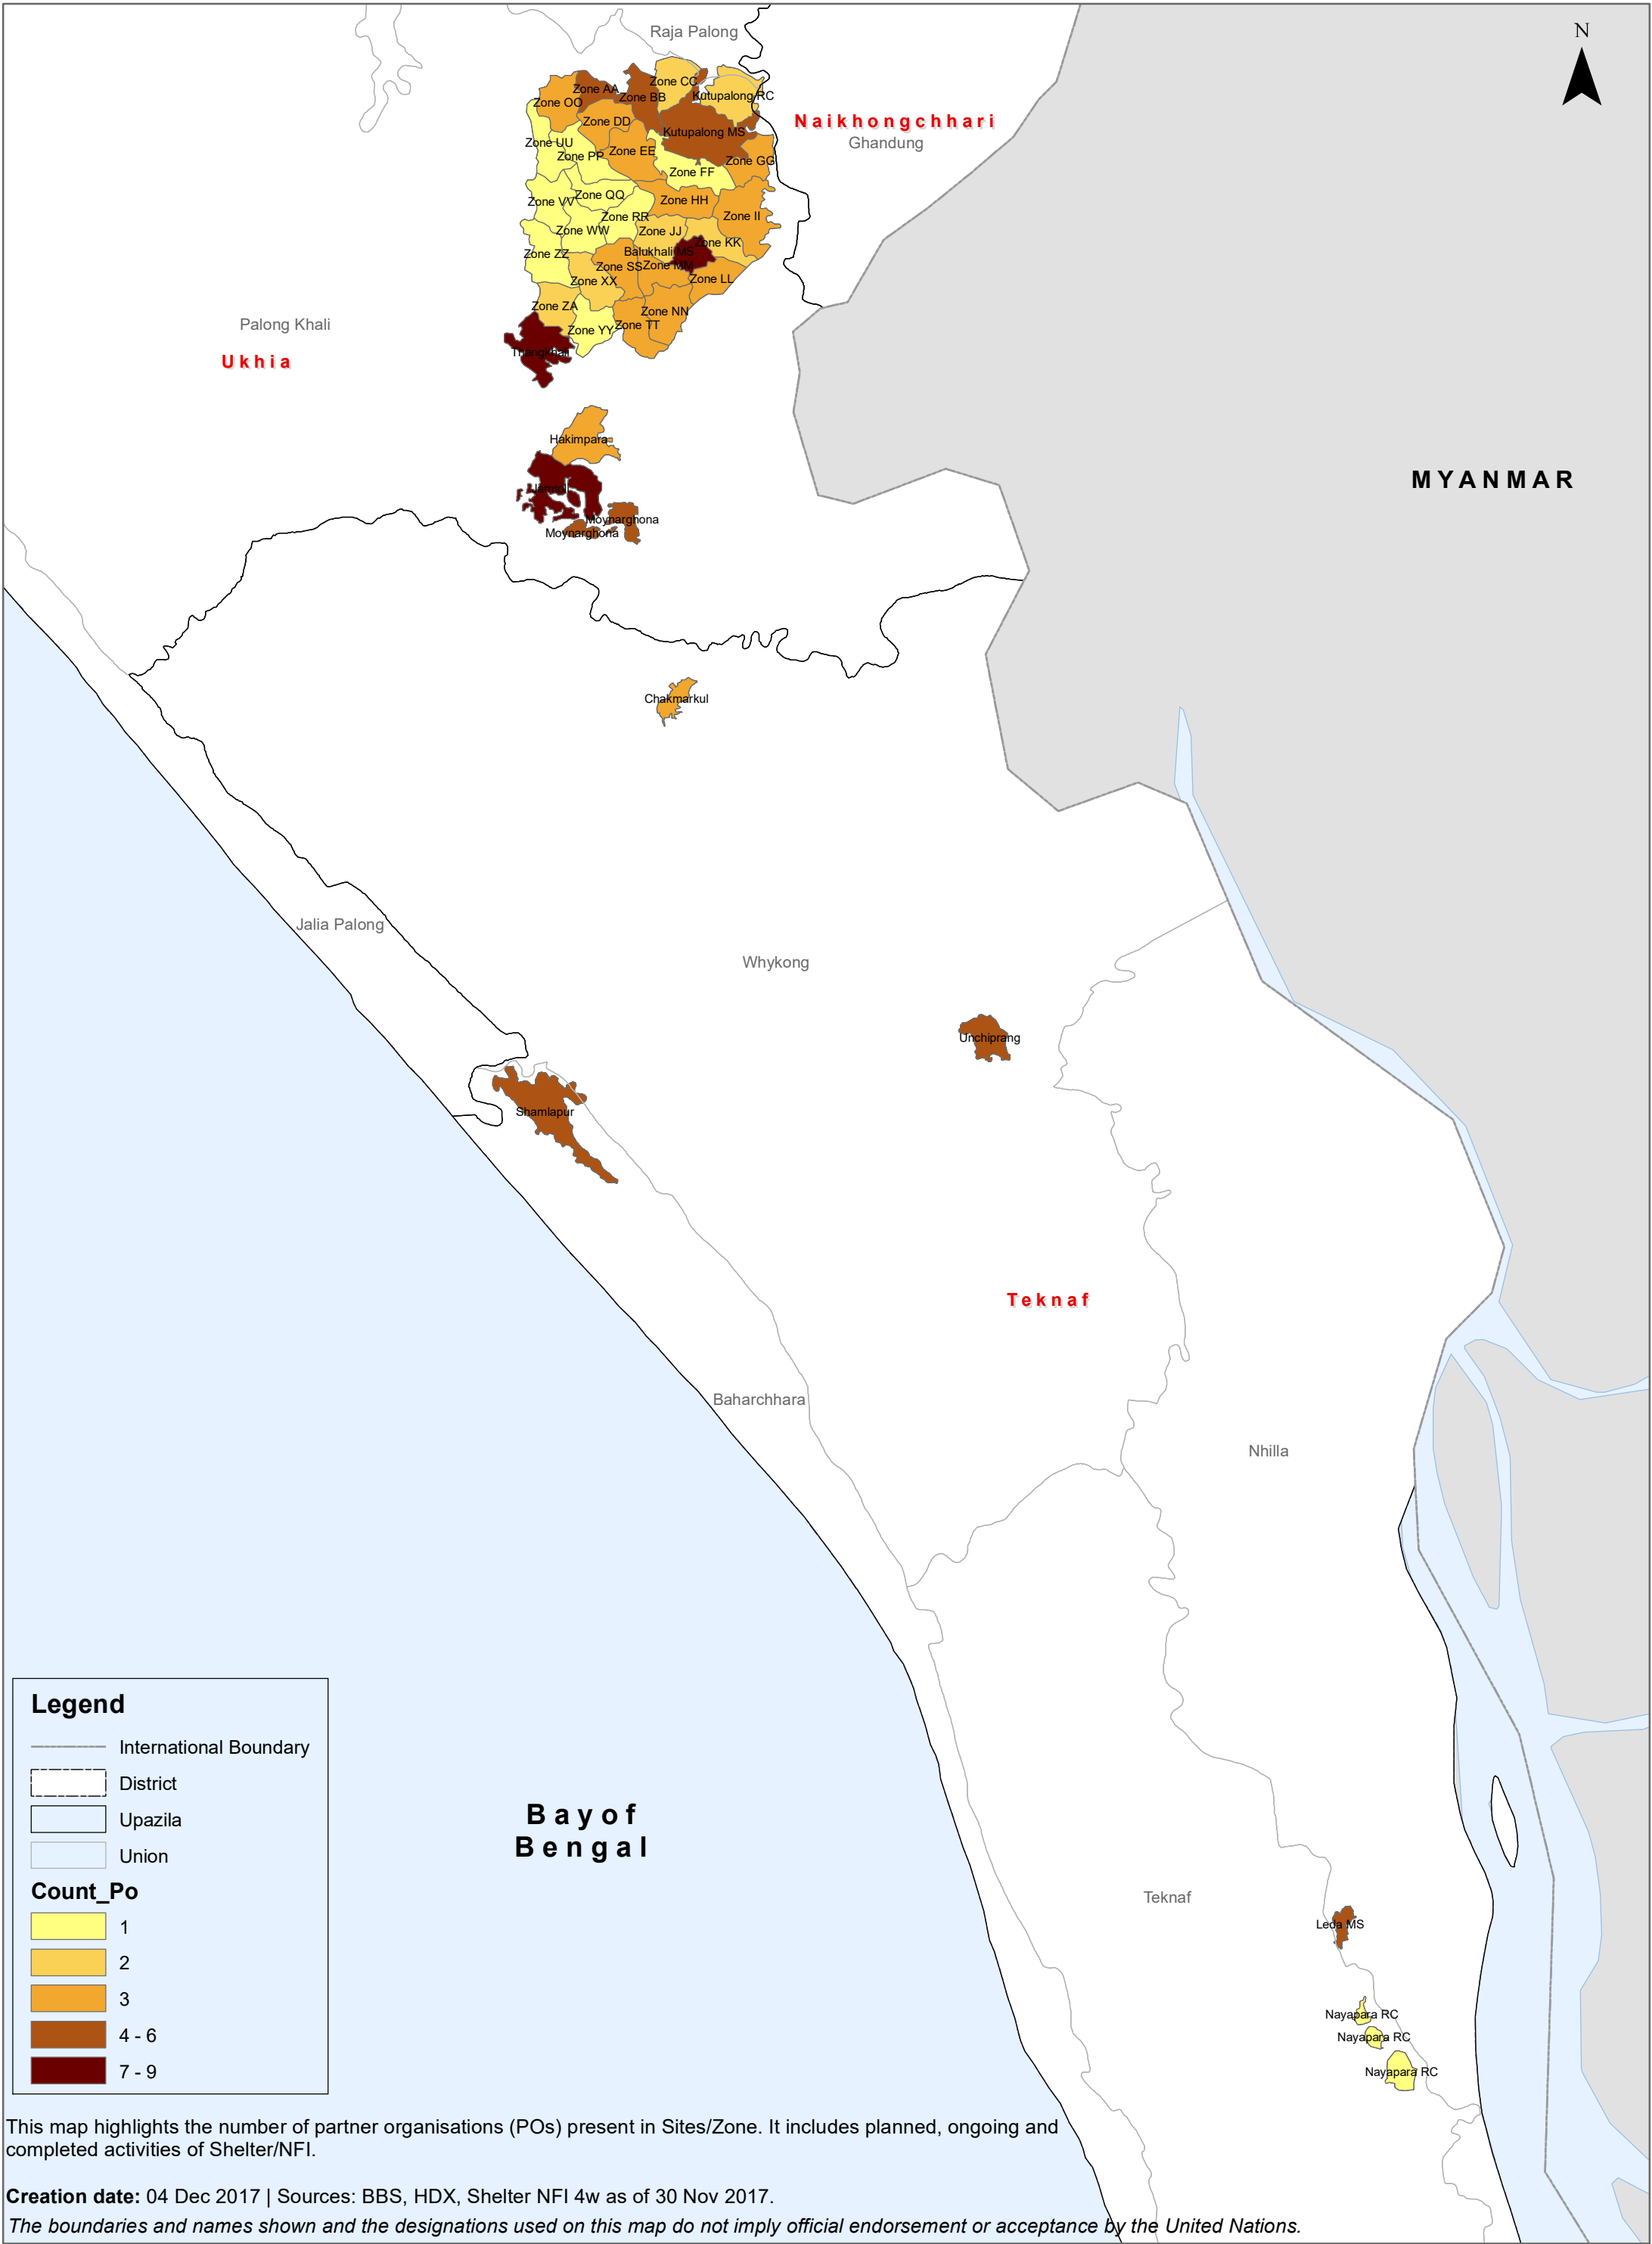 Raja Palong
N
Zone CC
Zone AA
Zone BB
Kutupalong RC
Zone OO
Naikhongchhari
Zone DD
Kutupalong MS
Ghandung
Zone UU
Zone EE
Zone PP
Zone GG
Zone FF
Zone QQ
Zone VV
Zone HH
Zone RR
Zone II
Zone WW
Zone JJ
Zone KK
Zone ZZ
Balukhali MS
Zone SS
Zone MM
Zone XX
Zone LL
Zone ZA
Zone NN
Palong Khali
Zone YY
Zone TT
Thangkhali
Ukhia
Hakimpara
MYANMAR
Moynarghona
Moynarghona
Chakmarkul
Jalia Palong
Whykong
Unchiprang
Shamlapur
Teknaf
Baharchhara
Nhilla
Legend
International Boundary
District
Upazila
Union
Count_Po
1
2
3
4 - 6
7 - 9
Bay of
Bengal
Teknaf
Leda MS
Nayapara RC
Nayapara RC
Nayapara RC
This map highlights the number of partner organisations (POs) present in Sites/Zone. It includes planned, ongoing and
completed activities of Shelter/NFI.
Creation date: 04 Dec 2017 | Sources: BBS, HDX, Shelter NFI 4w as of 30 Nov 2017.
The boundaries and names shown and the designations used on this map do not imply official endorsement or acceptance by the United Nations.